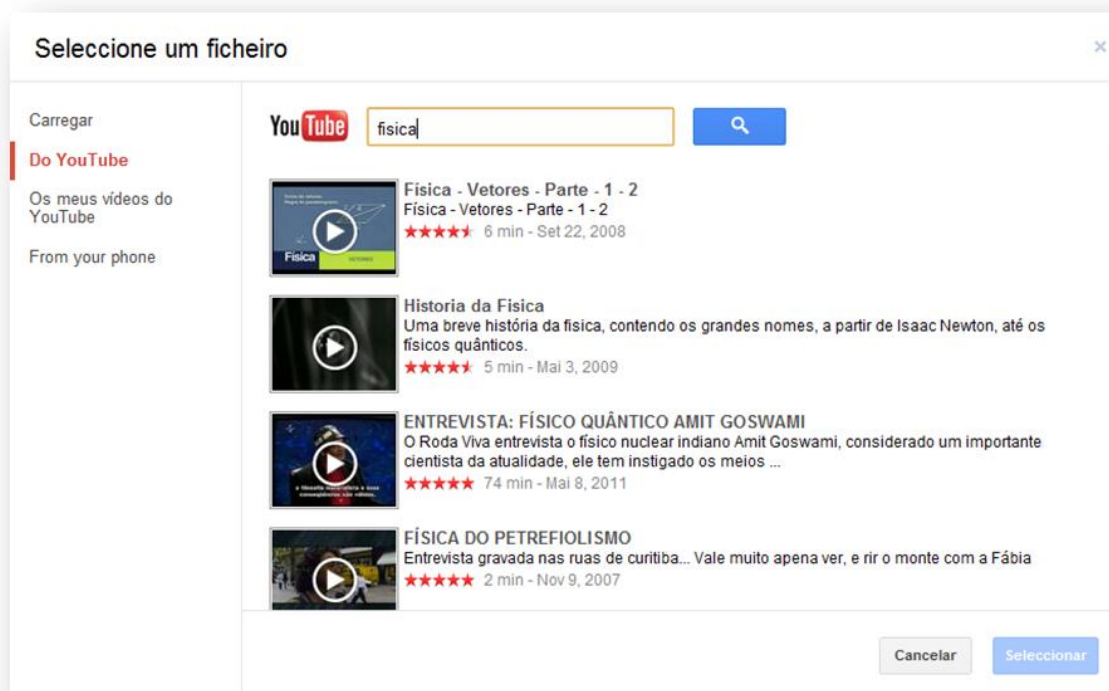 Seleccione um ficheiro
×
Carregar
Do YouTube
Os meus vídeos do
YouTube
From your phone
YouTube
fisica
Física - Vetores - Parte - 1 - 2
Física - Vetores - Parte - 1 - 2
6 min - Set 22, 2008
Física
VETORES
Historia da Fisica
Uma breve história da fisica, contendo os grandes nomes, a partir de Isaac Newton, até os
físicos quânticos.
5 min - Mai 3, 2009
ENTREVISTA: FÍSICO QUÂNTICO AMIT GOSWAMI
O Roda Viva entrevista o físico nuclear indiano Amit Goswami, considerado um importante
cientista da atualidade, ele tem instigado os meios ...
74 min - Mai 8, 2011
FÍSICA DO PETREFIOLISMO
Entrevista gravada nas ruas de curitiba... Vale muito apena ver, e rir o monte com a Fábia
2 min - Nov 9, 2007
Cancelar
Seleccionar